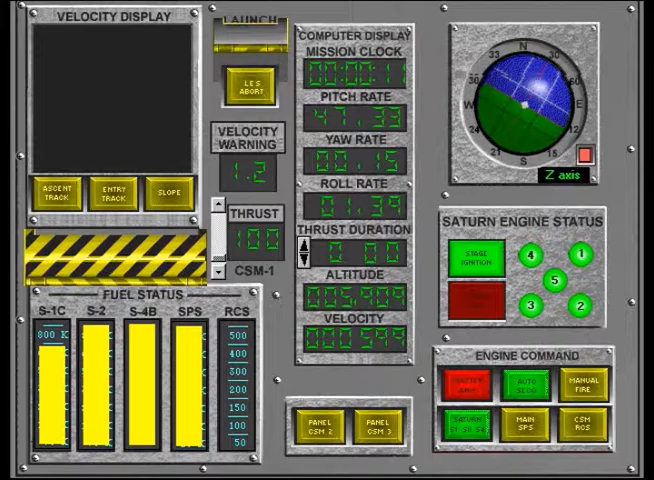 VELOCITY DISPLAY
ASCENT
TRACK
ENTRY
TRACK
SLOPE
LAUNCH
LES
ABORT
VELOCITY
WARNING
1.2
THRUST
100
CSM-1
COMPUTER DISPLAY
MISSION CLOCK
00:00:11
PITCH RATE
47.33
YAW RATE
00.15
ROLL RATE
01.39
THRUST DURATION
0 00
ALTITUDE
005.909
VELOCITY
000599
N
30
60
E
12
15
S
21
24
W
30
33
Z axis
SATURN ENGINE STATUS
STAGE
IGNITION
4
1
5
3
2
FUEL STATUS
S-1C
S-2
S-4B
SPS
RCS
800 K
500
400
300
200
150
100
50
PANEL
CSM 2
PANEL
CSM 3
ENGINE COMMAND
AUTO
MANUAL
FIRE
SATURN
MAIN
SPS
CSM
RCS